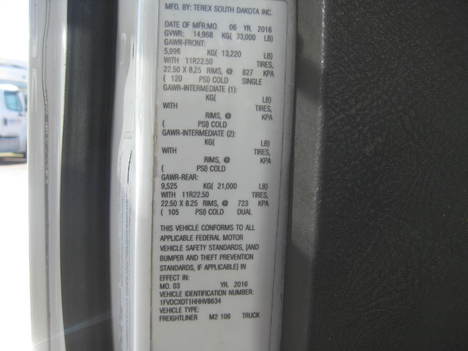 MFG. BY: TEREX SOUTH DAKOTA INC.
DATE OF MFG:MO. 06 YR. 2016
GVWR: 14,968 KG( 33,000 LB)
GAWR-FRONT:
5,996 KG( 13,220 LB)
WITH 11R22.50 TIRES,
22.50 X 8.25 RIMS, @ 827 KPA
( 120 PSI) COLD SINGLE
GAWR-INTERMEDIATE (1):
KG( LB)
WITH TIRES,
RIMS, @ KPA
( PSI) COLD
GAWR-INTERMEDIATE (2):
KG( LB)
WITH TIRES,
RIMS, @ KPA
( PSI) COLD
GAWR-REAR:
9,525 KG( 21,000 LB)
WITH 11R22.50 TIRES,
22.50 X 8.25 RIMS, @ 723 KPA
( 105 PSI) COLD DUAL
THIS VEHICLE CONFORMS TO ALL
APPLICABLE FEDERAL MOTOR
VEHICLE SAFETY STANDARDS, [AND
BUMPER AND THEFT PREVENTION
STANDARDS, IF APPLICABLE] IN
EFFECT IN:
MO. 03 YR. 2016
VEHICLE IDENTIFICATION NUMBER:
VEHICLE TYPE:
FREIGHTLINER M2 106 TRUCK